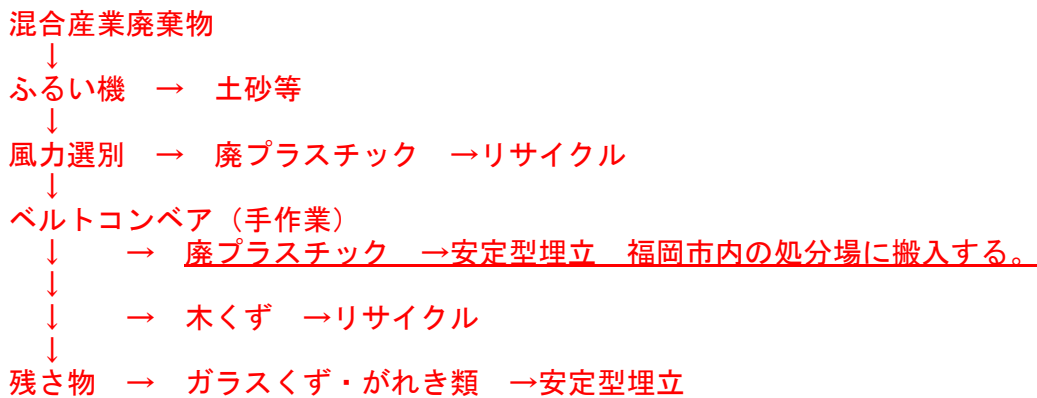 混合産業廃棄物
↓
ふるい機　→　土砂等
↓
風力選別　→　廃プラスチック　→リサイクル
↓
ベルトコンベア（手作業）
↓　　→　廃プラスチック　→安定型埋立　福岡市内の処分場に搬入する。
↓
↓　　→　木くず　→リサイクル
↓
残さ物　→　ガラスくず・がれき類　→安定型埋立